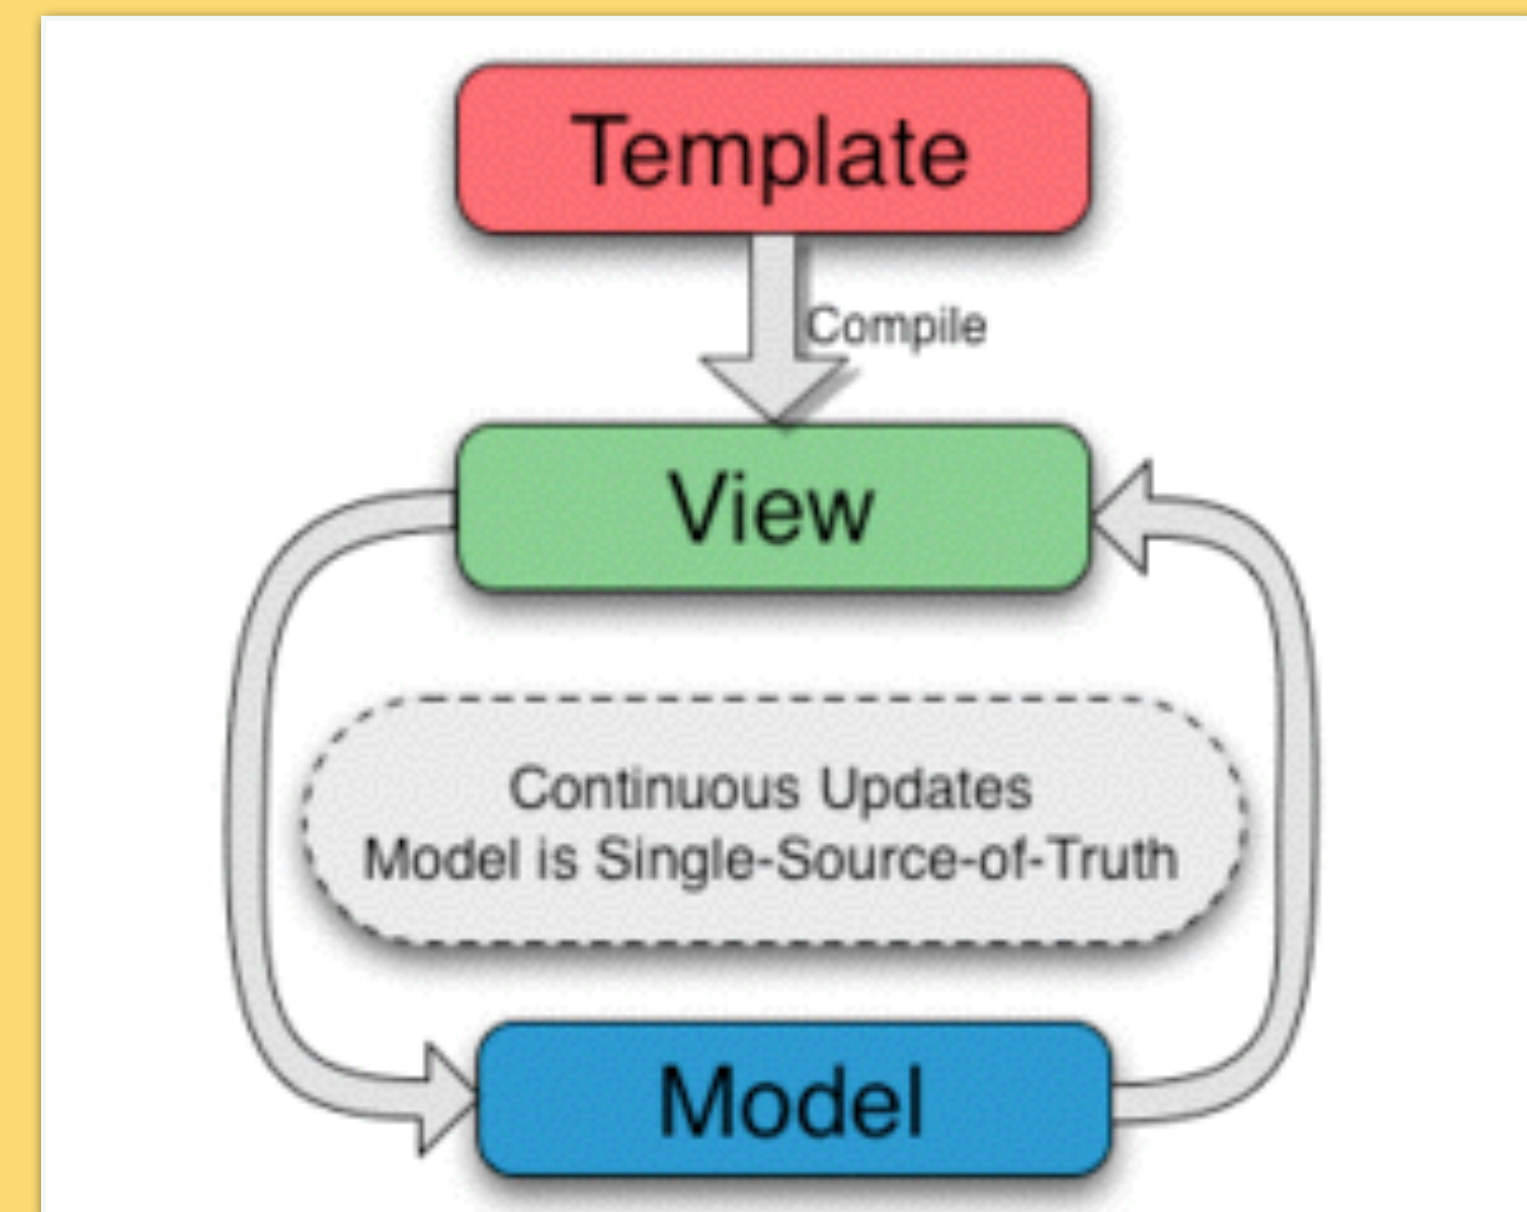 Template
Compile
View
Continuous Updates
Model is Single-Source-of-Truth
Model